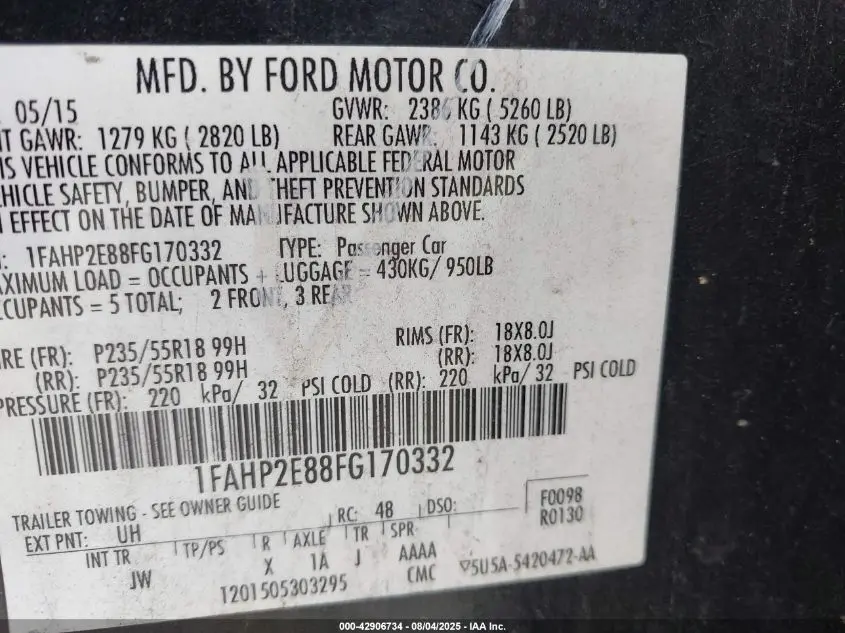 MFD. BY FORD MOTOR CO.
05/15 GVWR: 2386 KG ( 5260 LB)
T GAWR: 1279 KG ( 2820 LB) REAR GAWR: 1143 KG ( 2520 LB)
IS VEHICLE CONFORMS TO ALL APPLICABLE FEDERAL MOTOR
HICLE SAFETY, BUMPER, AND THEFT PREVENTION STANDARDS
EFFECT ON THE DATE OF MANUFACTURE SHOWN ABOVE.
: 1FAHP2E88FG170332 TYPE: Passenger Car
AXIMUM LOAD = OCCUPANTS + LUGGAGE = 430KG/ 950LB
CCUPANTS = 5 TOTAL; 2 FRONT, 3 REAR
RE (FR): P235/55R18 99H RIMS (FR): 18X8.0J
(RR): P235/55R18 99H (RR): 18X8.0J
PRESSURE (FR): 220 kPa/ 32 PSI COLD (RR): 220 kPa/ 32 PSI COLD
1FAHP2E88FG170332
TRAILER TOWING - SEE OWNER GUIDE
EXT PNT: UH RC: 48 DSO: F0098
R0130
INT TR TP/PS R AXLE TR SPR
JW X 1A J AAAA
1201505303295 CMC 5U5A-5420472-AA
000-42906734 - 08/04/2025 - IAA Inc.